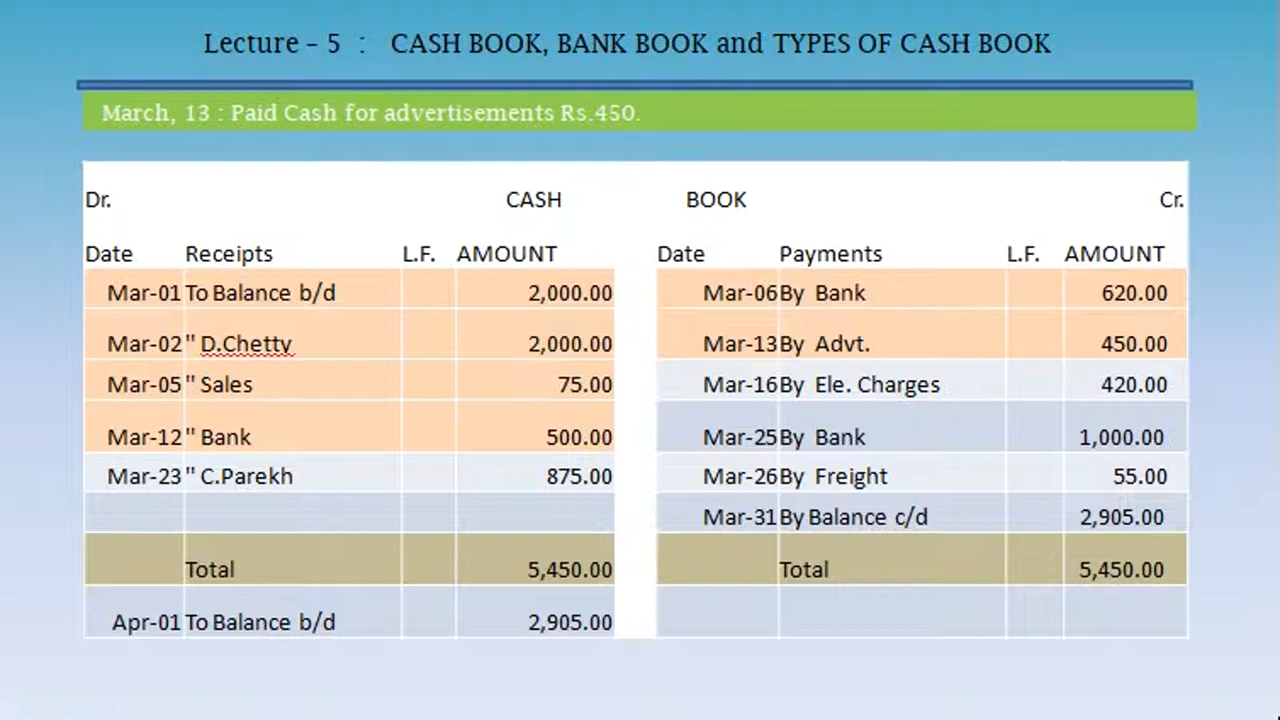 Lecture – 5 : CASH BOOK, BANK BOOK and TYPES OF CASH BOOK
March, 13 : Paid Cash for advertisements Rs.450.
Dr. CASH BOOK Cr.
Date Receipts L.F. AMOUNT Date Payments L.F. AMOUNT
Mar-01 To Balance b/d 2,000.00 Mar-06 By Bank 620.00
Mar-02 " D.Chetty 2,000.00 Mar-13 By Advt. 450.00
Mar-05 " Sales 75.00 Mar-16 By Ele. Charges 420.00
Mar-12 " Bank 500.00 Mar-25 By Bank 1,000.00
Mar-23 " C.Parekh 875.00 Mar-26 By Freight 55.00
Mar-31 By Balance c/d 2,905.00
Total 5,450.00 Total 5,450.00
Apr-01 To Balance b/d 2,905.00